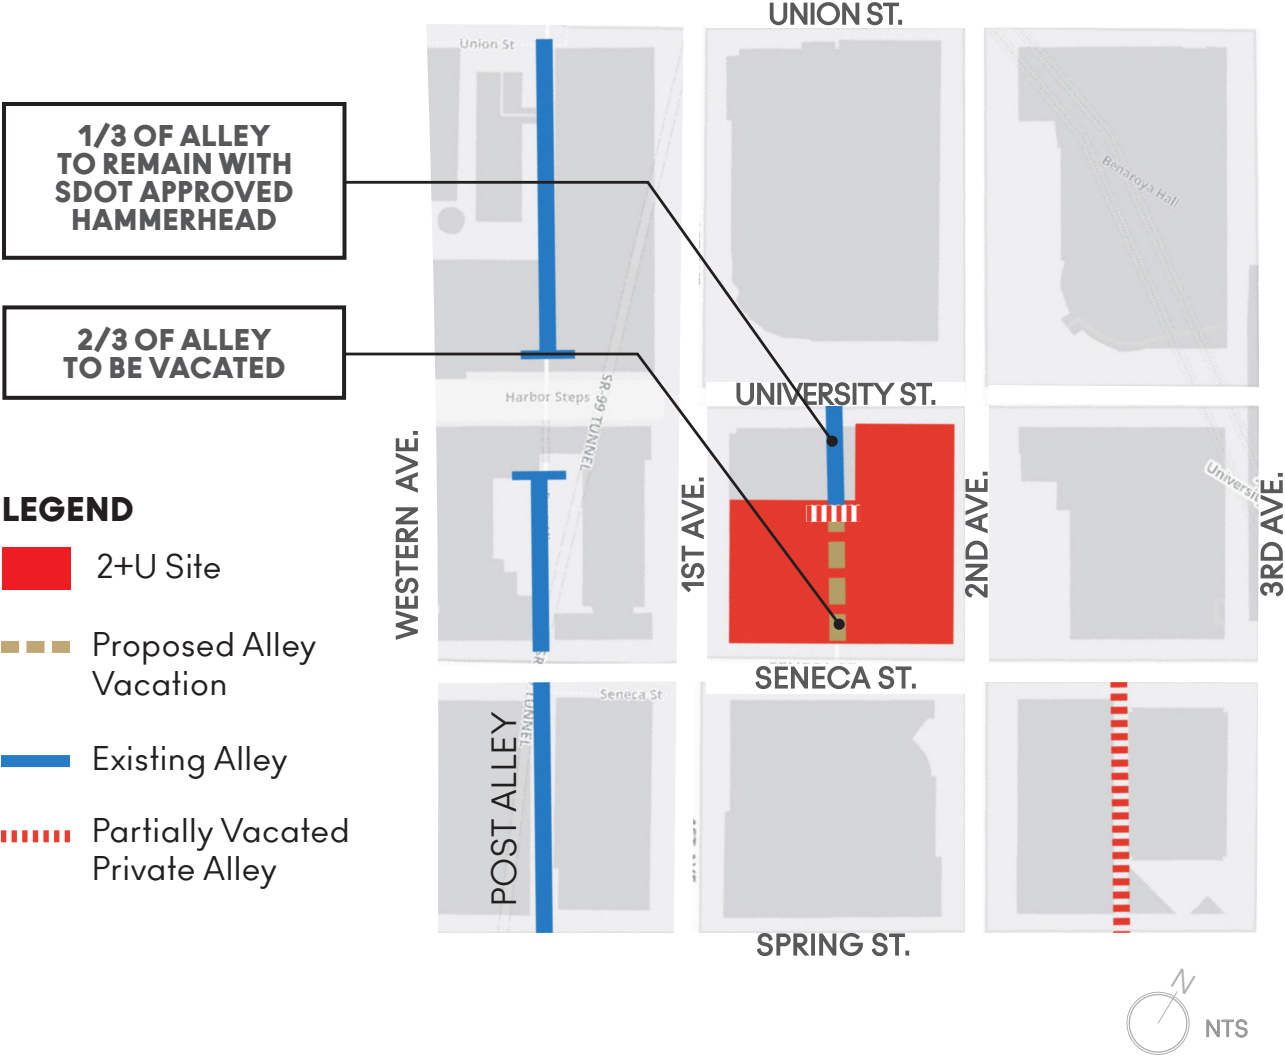 UNION ST.
Union St
1/3 OF ALLEY
TO REMAIN WITH
SDOT APPROVED
HAMMERHEAD
Benaroya Hall
2/3 OF ALLEY
TO BE VACATED
UNIVERSITY ST.
Harbor Steps
SR-99 TUNNEL
WESTERN AVE.
1ST AVE.
2ND AVE.
3RD AVE.
LEGEND
2+U Site
Proposed Alley
Vacation
Existing Alley
Partially Vacated
Private Alley
SENECA ST.
Seneca St
TUNNEL
POST ALLEY
SPRING ST.
N
NTS